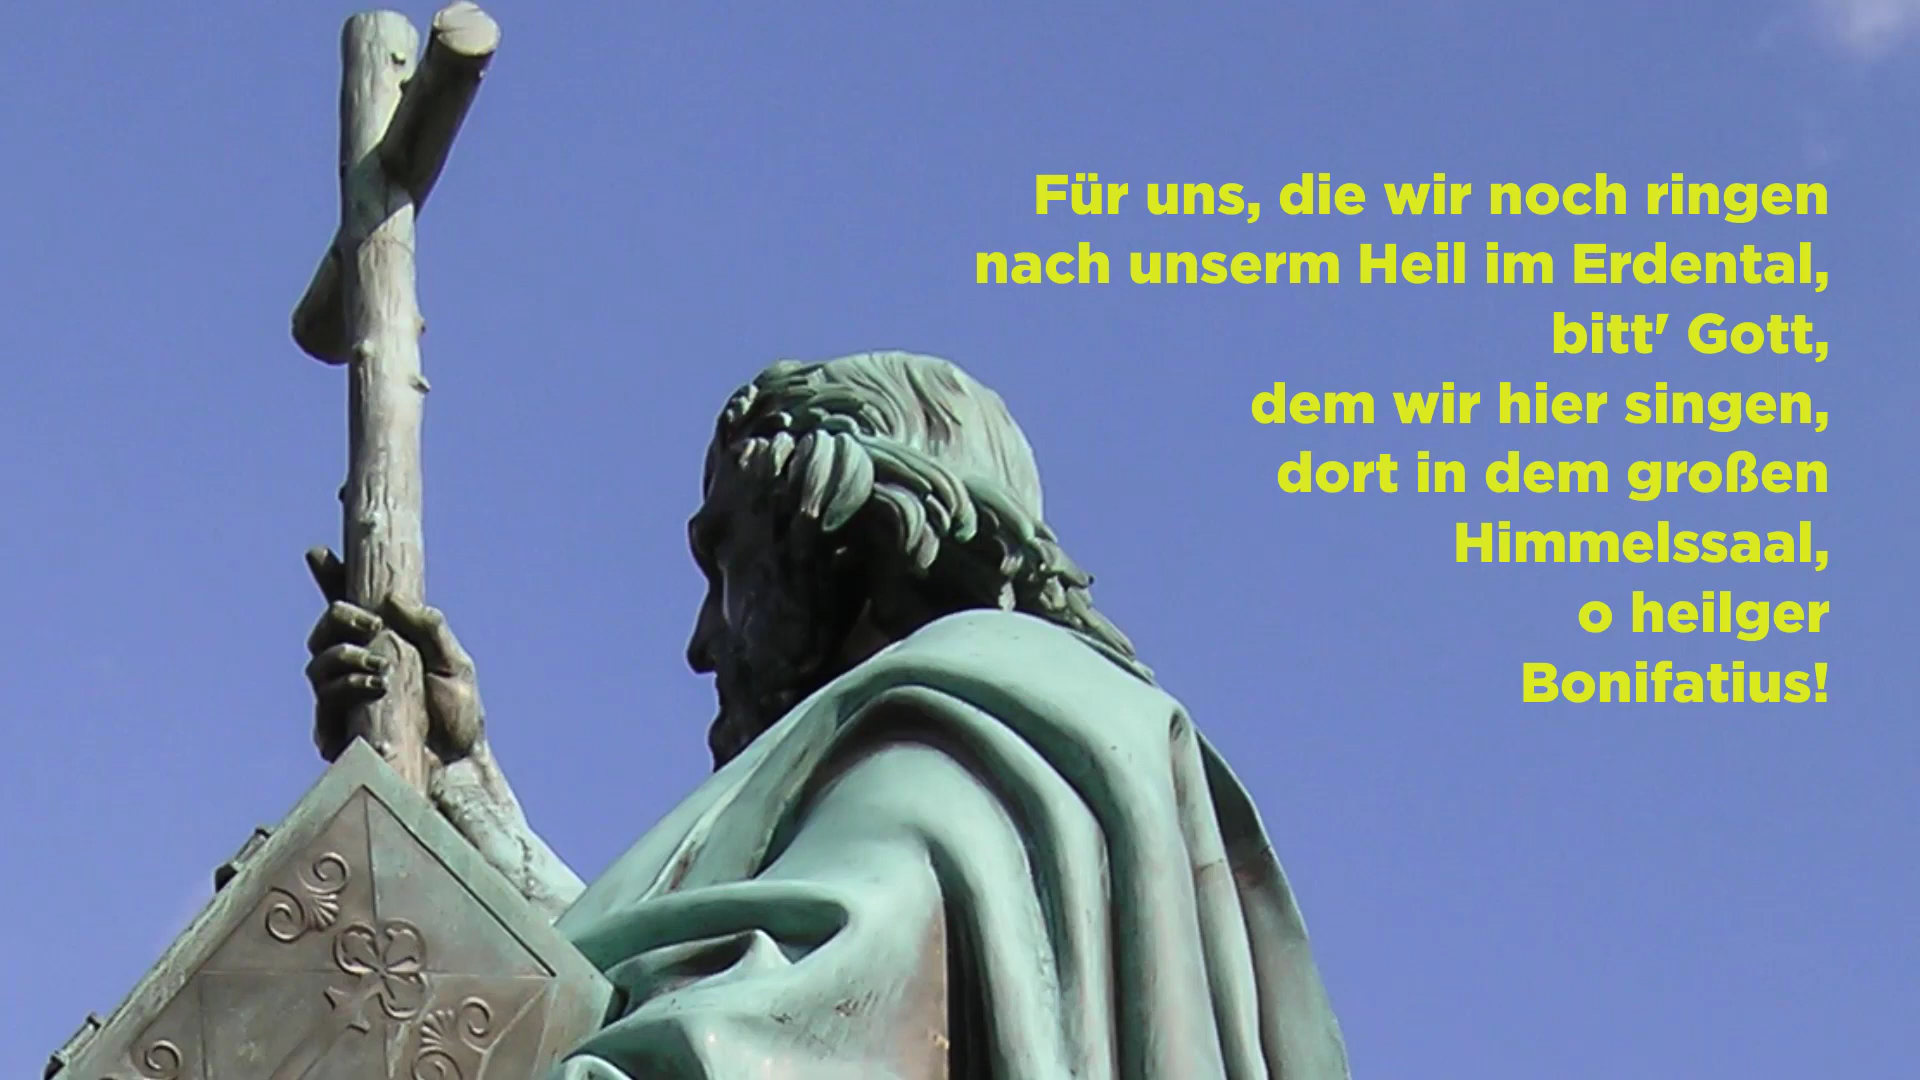 Für uns, die wir noch ringen
nach unserm Heil im Erdental,
bitt' Gott,
dem wir hier singen,
dort in dem großen
Himmelssaal,
o heilger
Bonifatius!